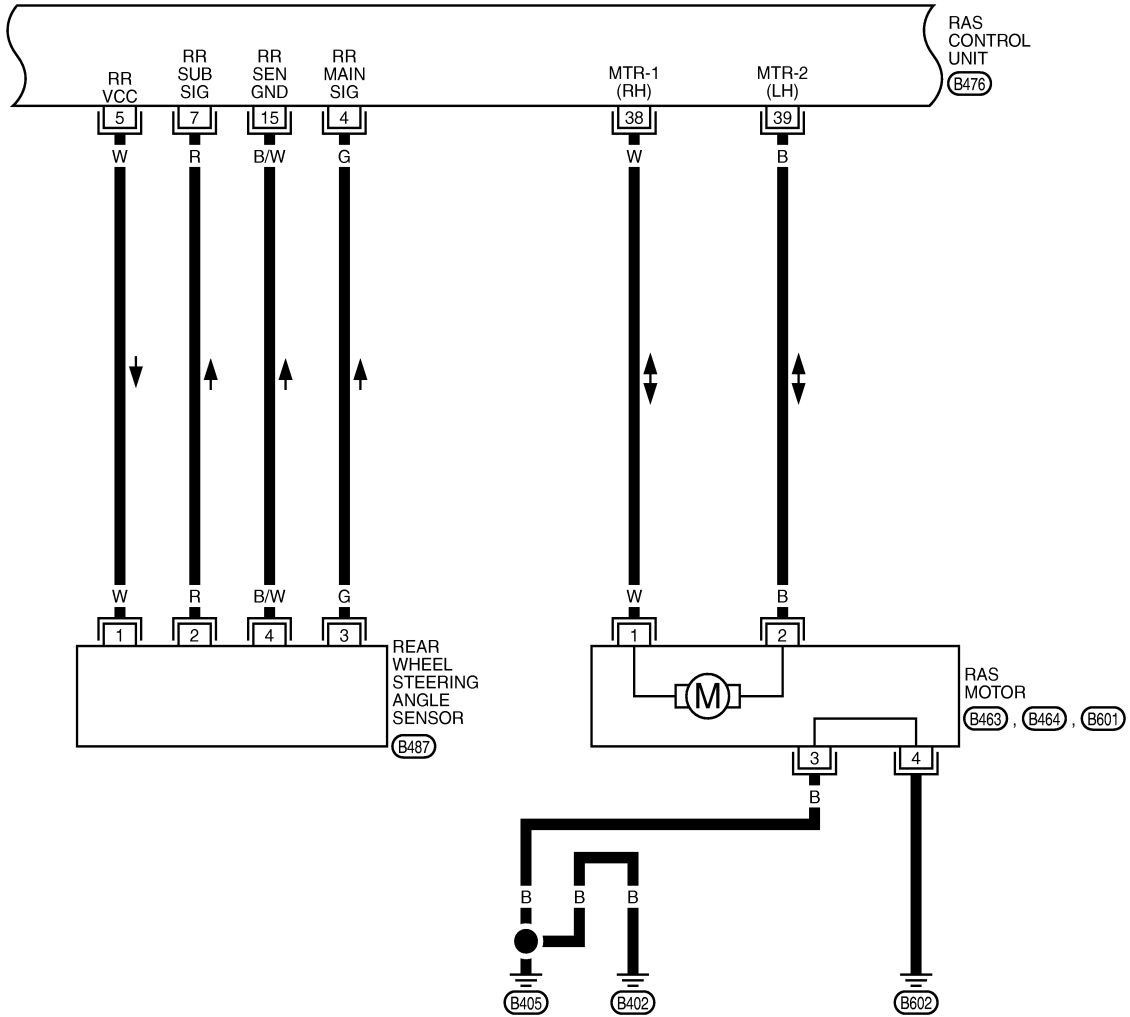 RAS
CONTROL
UNIT
B476
RR
VCC
RR
SUB
SIG
RR
SEN
GND
RR
MAIN
SIG
MTR-1
(RH)
MTR-2
(LH)
5 7 15 4 38 39
W R B/W G W B
W R B/W G W B
1 2 4 3 1 2
REAR
WHEEL
STEERING
ANGLE
SENSOR
B487
M
RAS
MOTOR
B463 , B464 , B601
3 4
B
B B B
B405 B402 B602